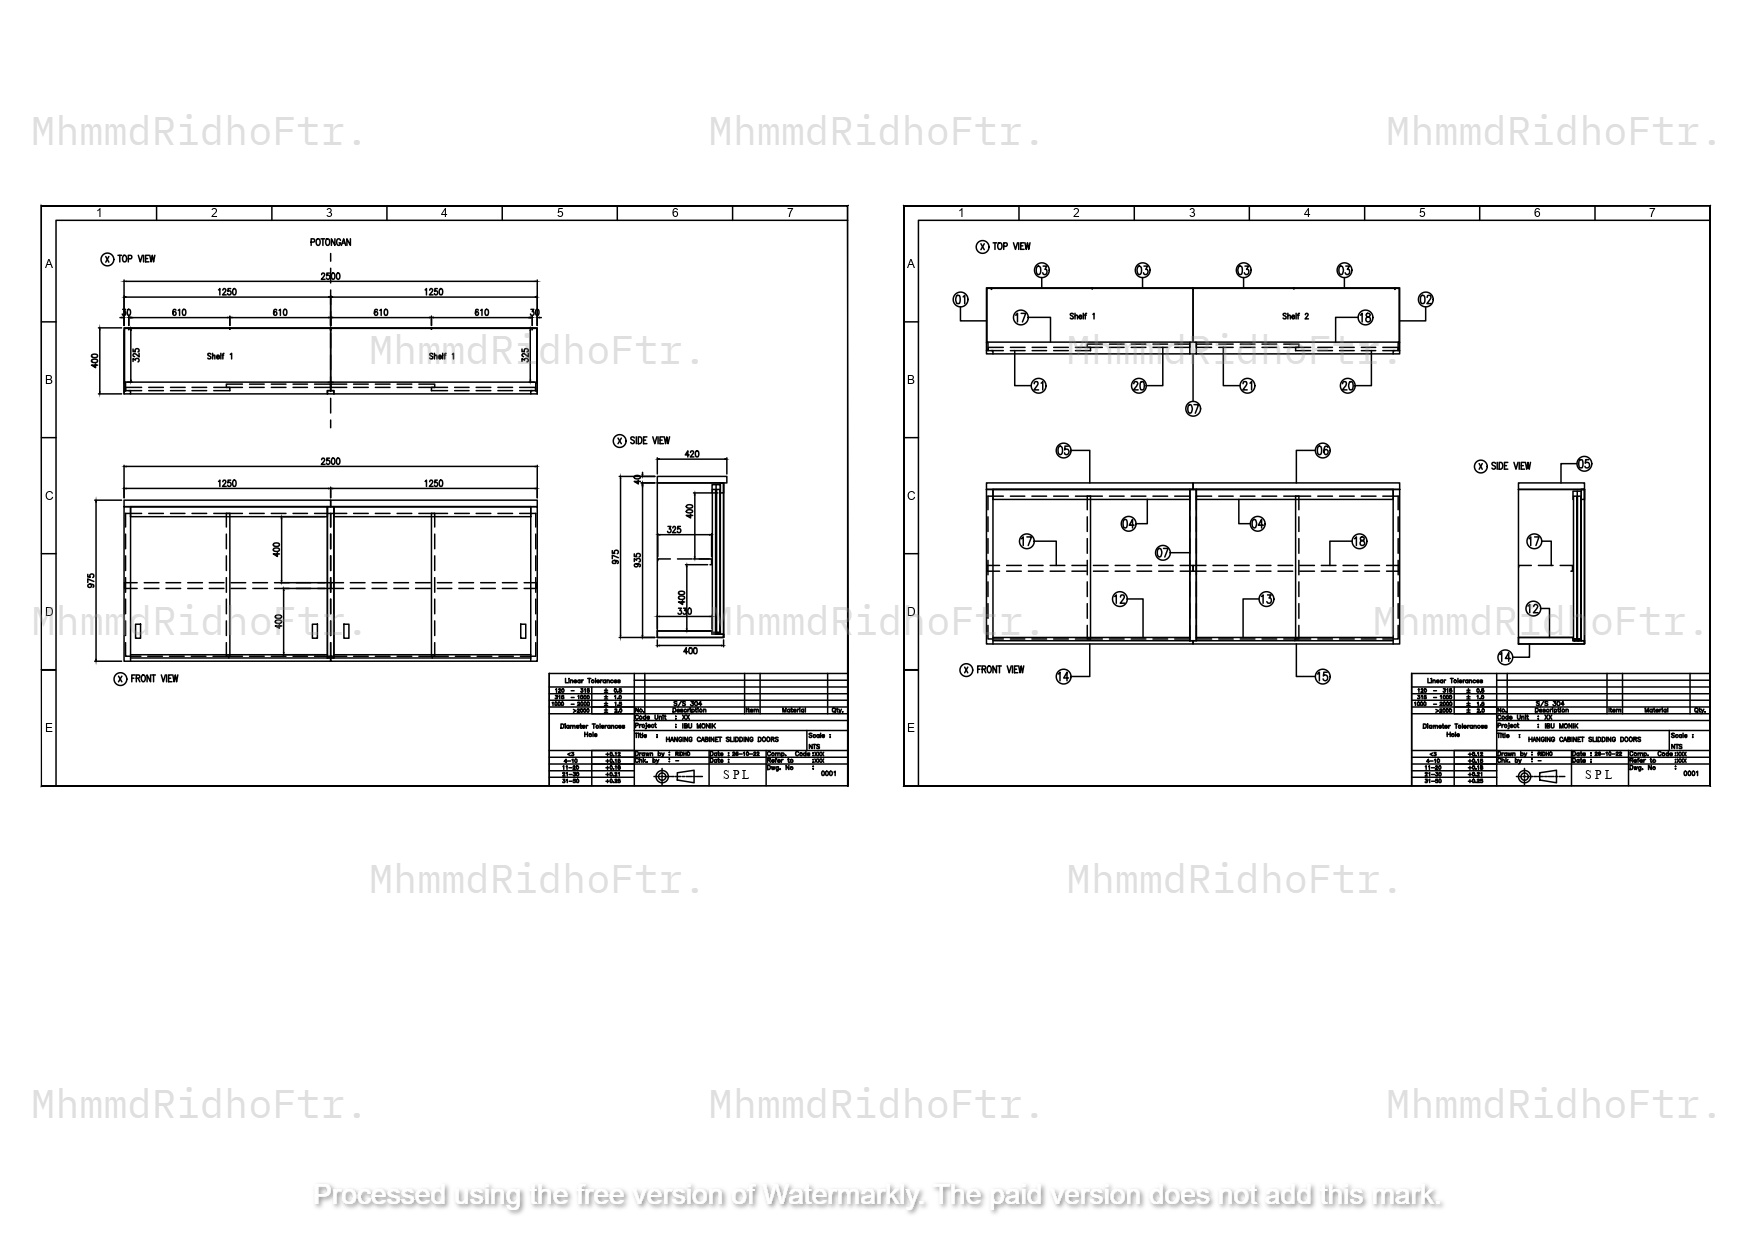 MhmmdRidhoFtr. MhmmdRidhoFtr. MhmmdRidhoFtr.
1 2 3 4 5 6 7
A
B
C
D
E
POTONGAN
X TOP VIEW
2500
1250 1250
30 610 610 610 610 30
400
325 Shelf 1 Shelf 1 325
MhmmdRidhoFtr.
2500
1250 1250
975
400
400
X FRONT VIEW
X SIDE VIEW
420
40
400
325
975 935
400
330
400
MhmmdRidhoFtr. MhmmdRidhoFtr. MhmmdRidhoFtr.
Linear Tolerances
120 - 315 ± 0.5
315 - 1000 ± 1.0
1000 - 2000 ± 1.5
>2000 ± 2.0
S/S 304
No. Description Item Material Qty.
Diameter Tolerances
Hole
Code Unit : XX
Project : IBU MONIK
Title : HANGING CABINET SLIDDING DOORS
Scale :
NTS
<3 +0.12
4-10 +0.15
11-20 +0.18
21-30 +0.21
31-50 +0.25
Drawn by : RIDHO Date : 26-10-22 Comp. Code :XXX
Chk. by : - Date : Refer to :XXX
Dwg. No :
SPL
0001
1 2 3 4 5 6 7
A
B
C
D
E
X TOP VIEW
03 03 03 03
01 02
17 Shelf 1 Shelf 2 18
MhmmdRidhoFtr.
21 20 21 20
07
05 06
04 04
17 07 18
12 13
14 15
X FRONT VIEW
X SIDE VIEW
05
17
12
14
Linear Tolerances
120 - 315 ± 0.5
315 - 1000 ± 1.0
1000 - 2000 ± 1.5
>2000 ± 2.0
S/S 304
No. Description Item Material Qty.
Diameter Tolerances
Hole
Code Unit : XX
Project : IBU MONIK
Title : HANGING CABINET SLIDDING DOORS
Scale :
NTS
<3 +0.12
4-10 +0.15
11-20 +0.18
21-30 +0.21
31-50 +0.25
Drawn by : RIDHO Date : 26-10-22 Comp. Code :XXX
Chk. by : - Date : Refer to :XXX
Dwg. No :
SPL
0001
MhmmdRidhoFtr. MhmmdRidhoFtr.
MhmmdRidhoFtr. MhmmdRidhoFtr. MhmmdRidhoFtr.
Processed using the free version of Watermarkly. The paid version does not add this mark.